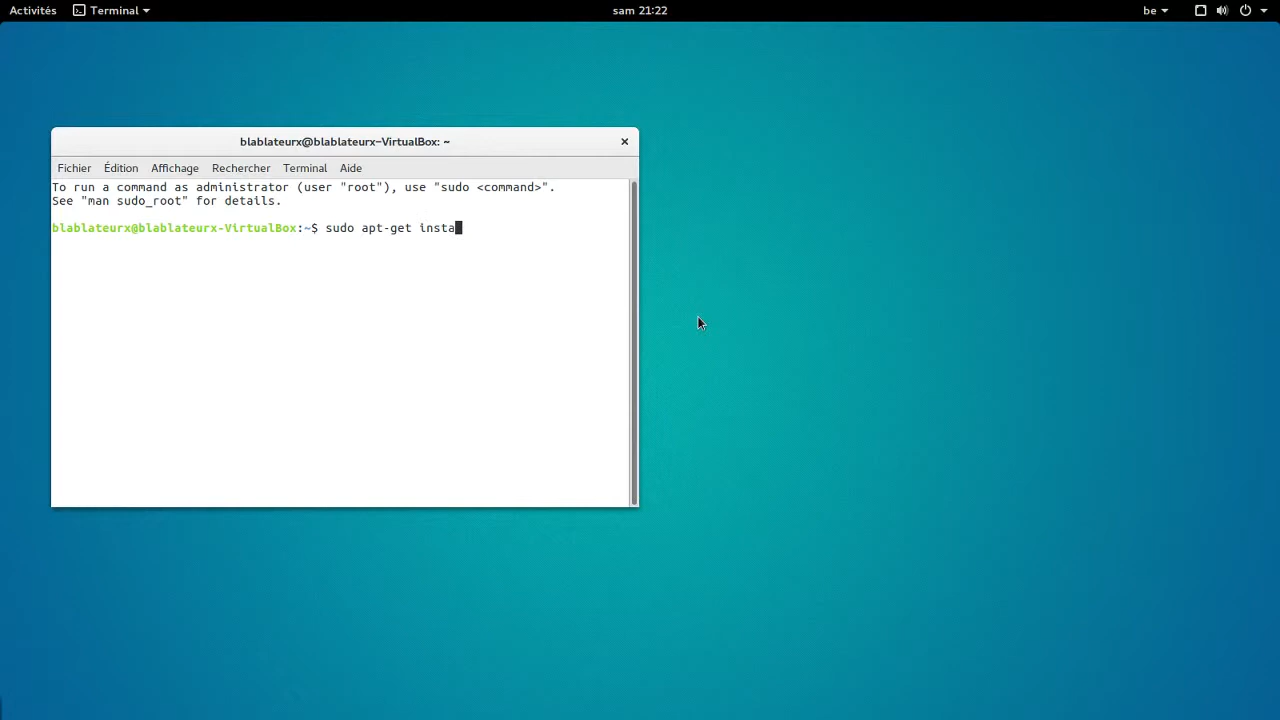 Activités Terminal sam 21:22 be
blablateurx@blablateurx-VirtualBox: ~
Fichier Édition Affichage Rechercher Terminal Aide
To run a command as administrator (user "root"), use "sudo <command>".
See "man sudo_root" for details.
blablateurx@blablateurx-VirtualBox:~$ sudo apt-get insta